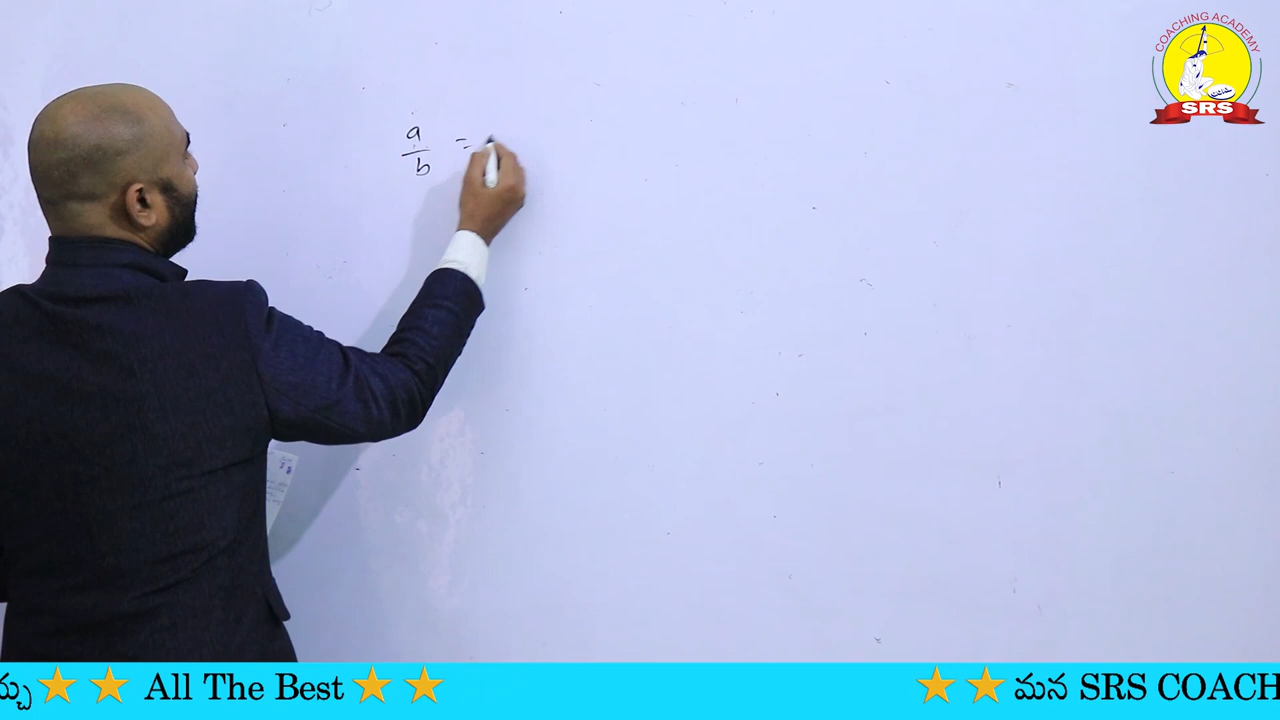 COACHING ACADEMY
SRS
a
b
=
All The Best
మన SRS COACH